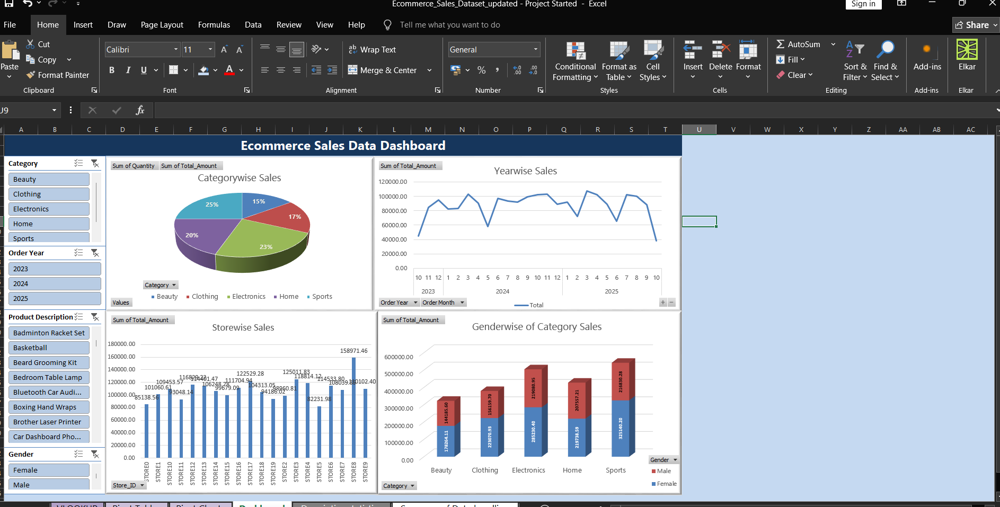 Ecommerce_Sales_Dataset_updated - Project Started - Excel
Sign in
File Home Insert Draw Page Layout Formulas Data Review View Help Tell me what you want to do
Share
Paste
Cut
Copy
Format Painter
Clipboard
Calibri 11
B I U
Font
Wrap Text
Merge & Center
Alignment
General
Number
Conditional Formatting
Format as Table
Cell Styles
Styles
Insert Delete Format
Cells
AutoSum
Fill
Clear
Sort & Filter
Find & Select
Editing
Add-ins
Add-ins
Elkar
Elkar
J9
fx
A B C D E F G H I J K L M N O P Q R S T U V W X Y Z AA AB AC
Ecommerce Sales Data Dashboard
Category
Beauty
Clothing
Electronics
Home
Sports
Order Year
2023
2024
2025
Product Description
Badminton Racket Set
Basketball
Beard Grooming Kit
Bedroom Table Lamp
Bluetooth Car Audi...
Boxing Hand Wraps
Brother Laser Printer
Car Dashboard Pho...
Gender
Female
Male
Sum of Quantity Sum of Total_Amount
Categorywise Sales
25% 15%
17%
20%
23%
Category
Beauty Clothing Electronics Home Sports
Values
Sum of Total_Amount
Yearwise Sales
120000.00
100000.00
80000.00
60000.00
40000.00
20000.00
0.00
10 11 12 1 2 3 4 5 6 7 8 9 10 11 12 1 2 3 4 5 6 7 8 9 10
2023 2024 2025
Order Year Order Month
Total
Sum of Total_Amount
Storewise Sales
180000.00
160000.00
140000.00
120000.00
100000.00
80000.00
60000.00
40000.00
20000.00
0.00
85138.56
101060.61
109453.57
93048.14
116829.22
114401.47
106248.28
99679.09
111704.94
122529.28
104313.05
94186.02
98960.81
125011.83
118814.12
82231.98
114533.80
158971.46
110102.40
STORE0 STORE1 STORE10 STORE11 STORE12 STORE13 STORE14 STORE15 STORE16 STORE17 STORE18 STORE19 STORE2 STORE3 STORE4 STORE5 STORE6 STORE7 STORE8 STORE9
Store_ID
Sum of Total_Amount
Genderwise of Category Sales
600000.00
500000.00
400000.00
300000.00
200000.00
100000.00
0.00
144185.60 156159.70 219080.95 207557.21 216830.28
178264.11 223070.93 285230.40 219738.59 325140.20
Beauty Clothing Electronics Home Sports
Gender
Male
Female
Category